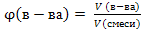 φ(в − ва) = V (в−ва) / V(смеси)